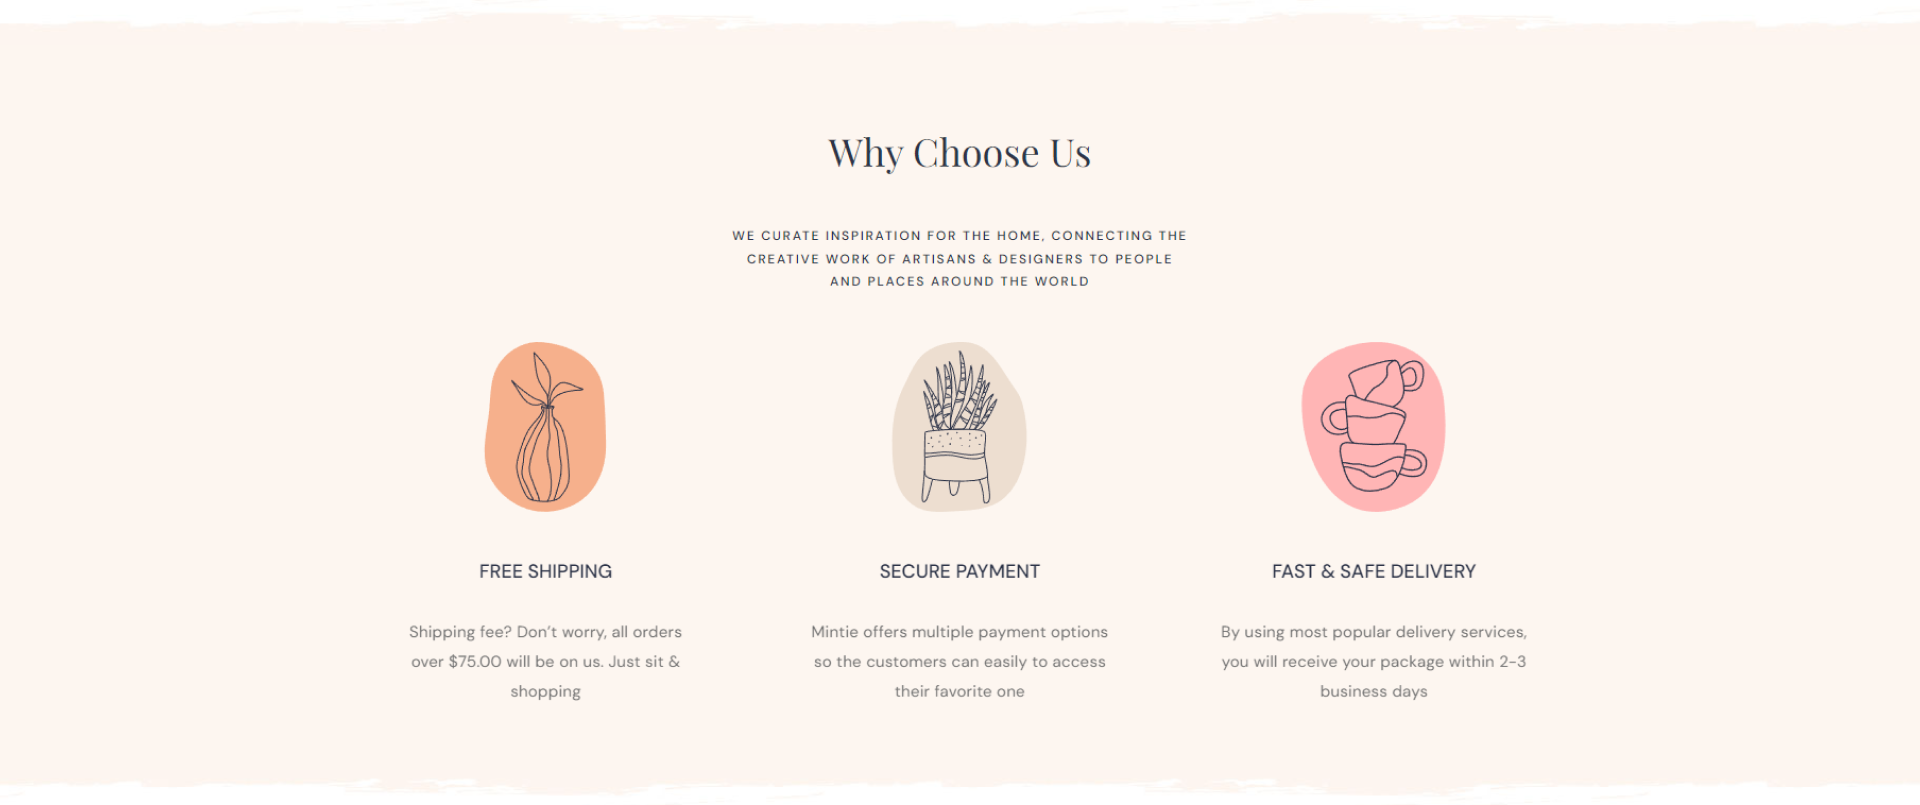 Why Choose Us
WE CURATE INSPIRATION FOR THE HOME, CONNECTING THE
CREATIVE WORK OF ARTISANS & DESIGNERS TO PEOPLE
AND PLACES AROUND THE WORLD
FREE SHIPPING
Shipping fee? Don’t worry, all orders
over $75.00 will be on us. Just sit &
shopping
SECURE PAYMENT
Mintie offers multiple payment options
so the customers can easily to access
their favorite one
FAST & SAFE DELIVERY
By using most popular delivery services,
you will receive your package within 2-3
business days